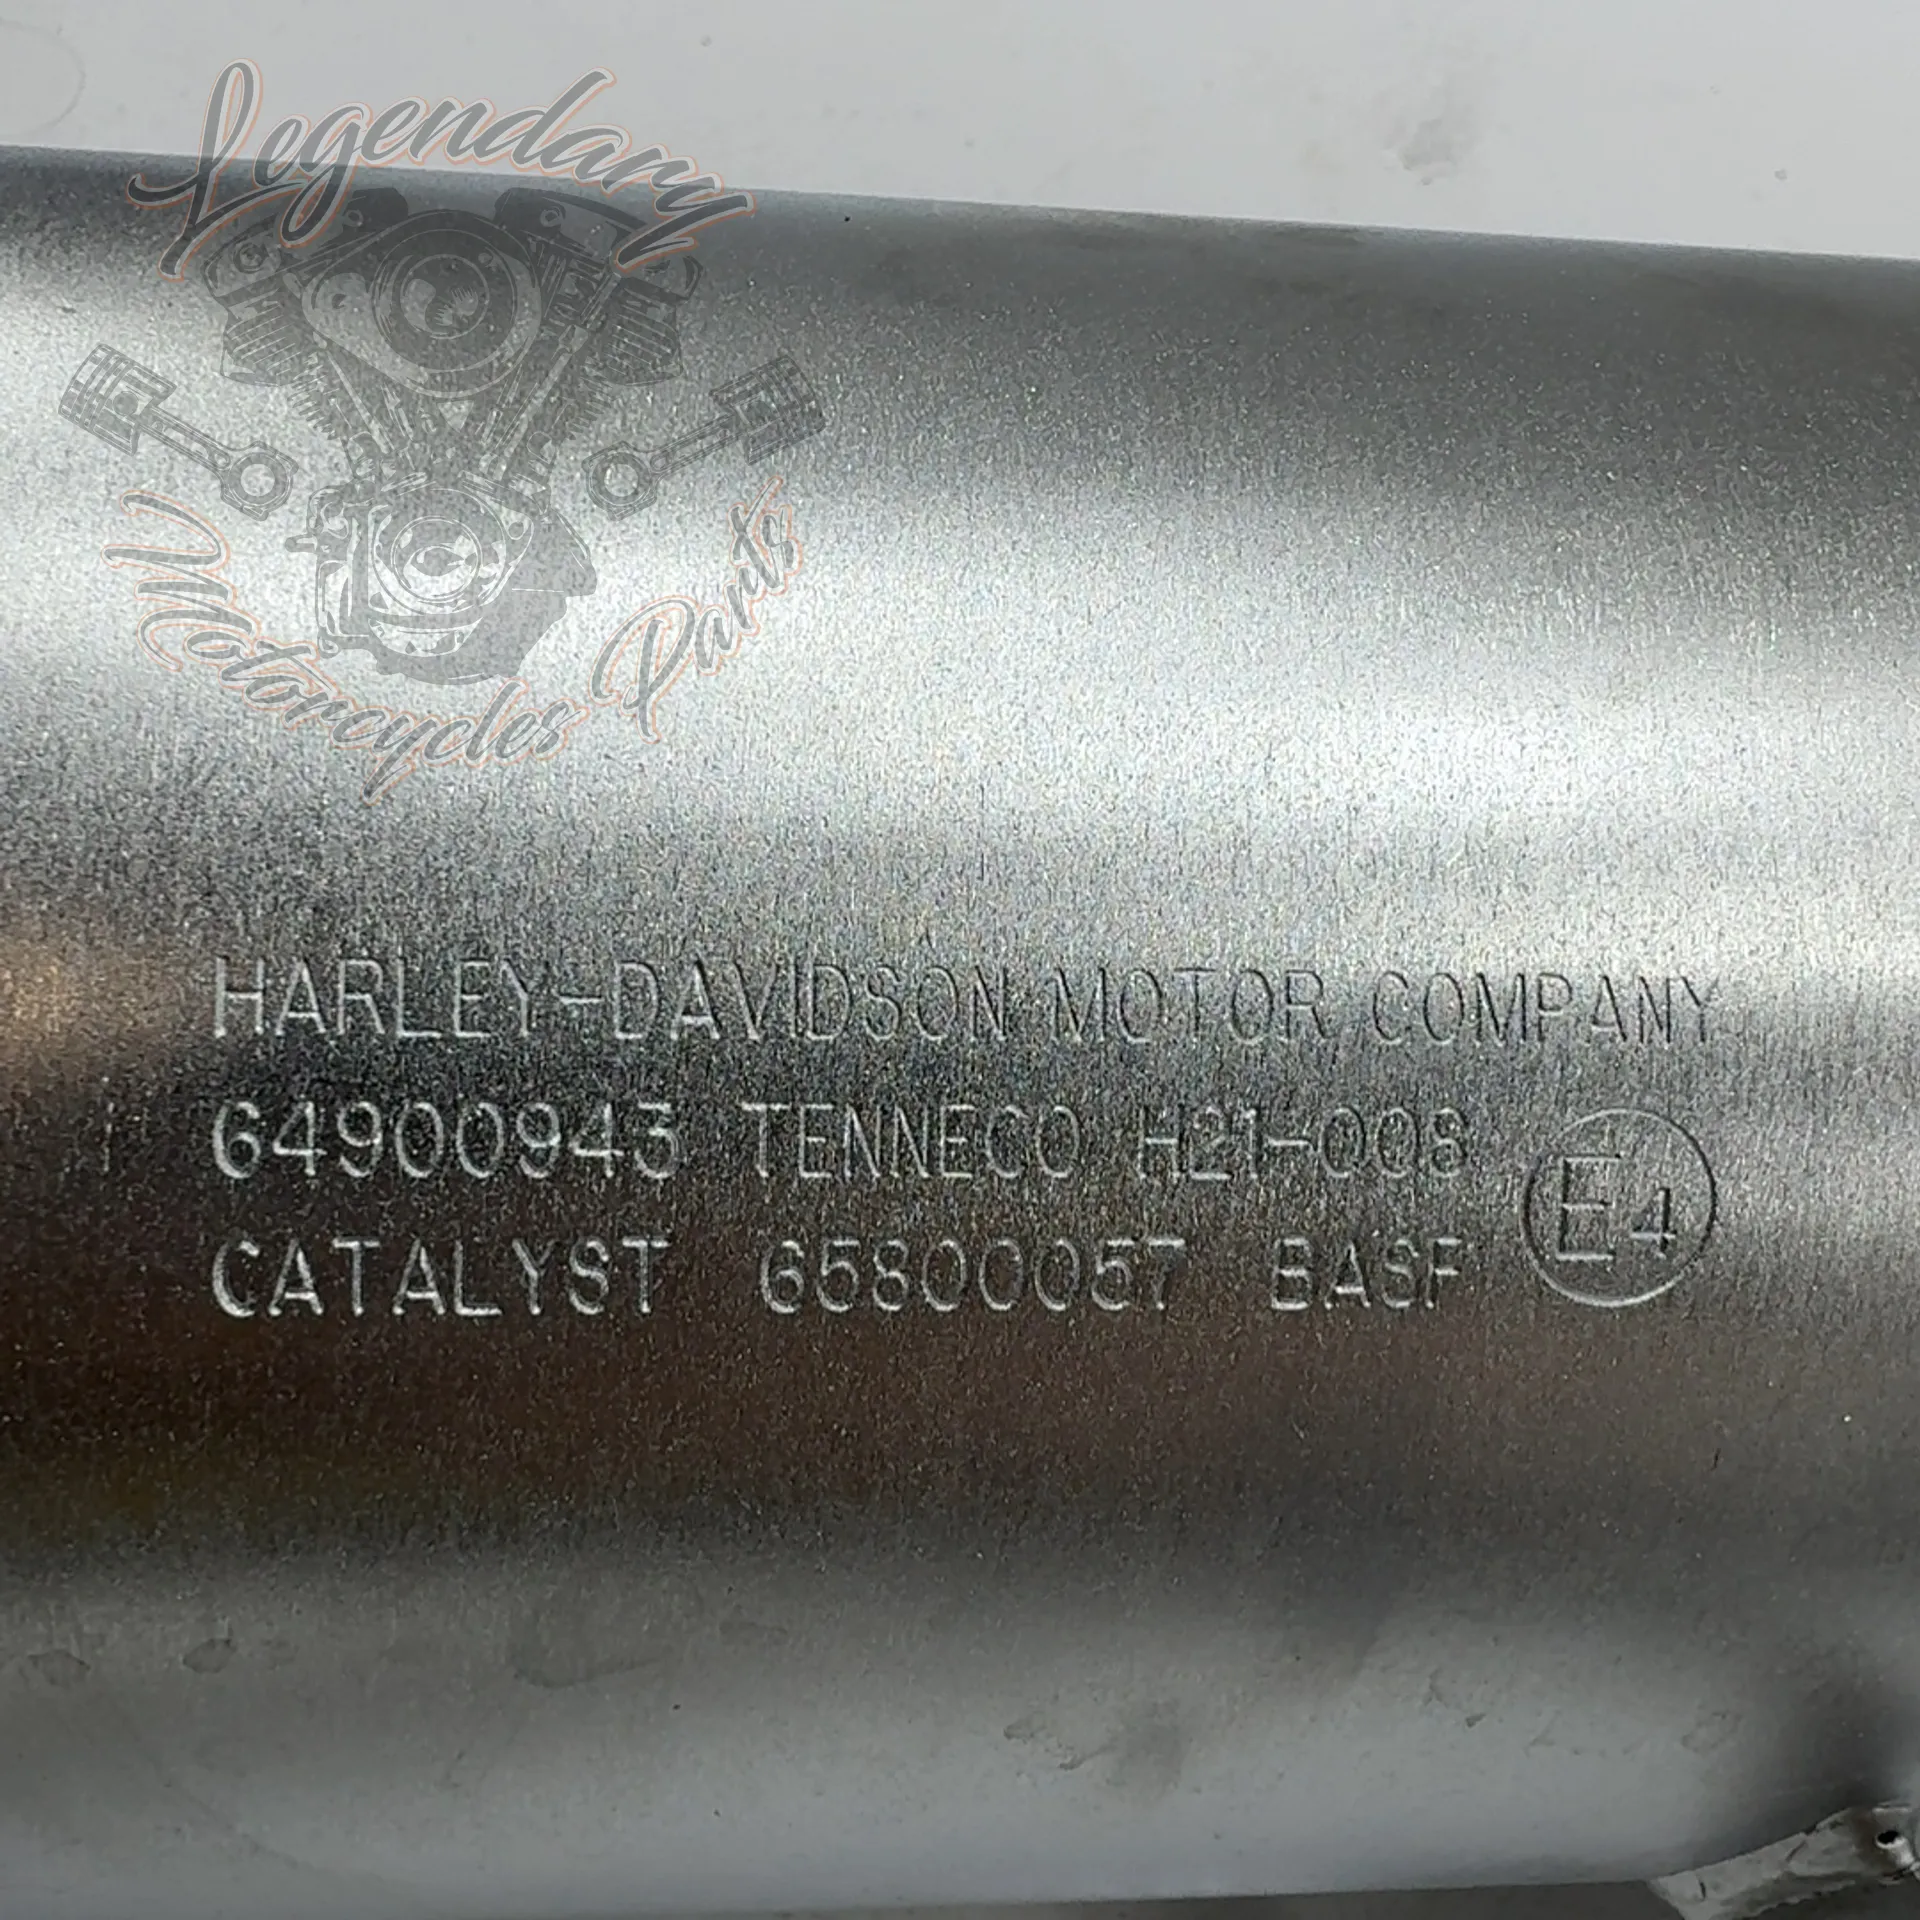 Legendary
Motorcycles Parts
HARLEY-DAVIDSON MOTOR COMPANY
64900943 TENNECO H21-008
CATALYST 65800057 BASF
E4